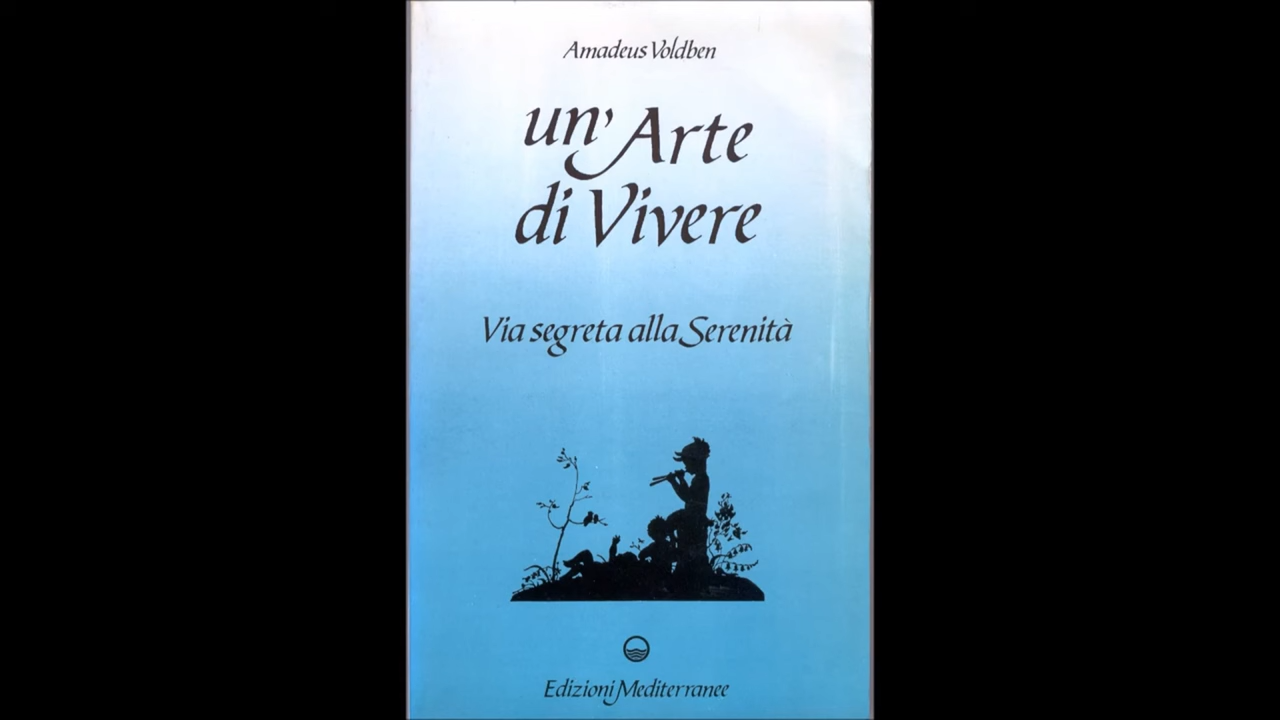 Amadeus Voldben
un' Arte
di Vivere
Via segreta alla Serenità
Edizioni Mediterranee